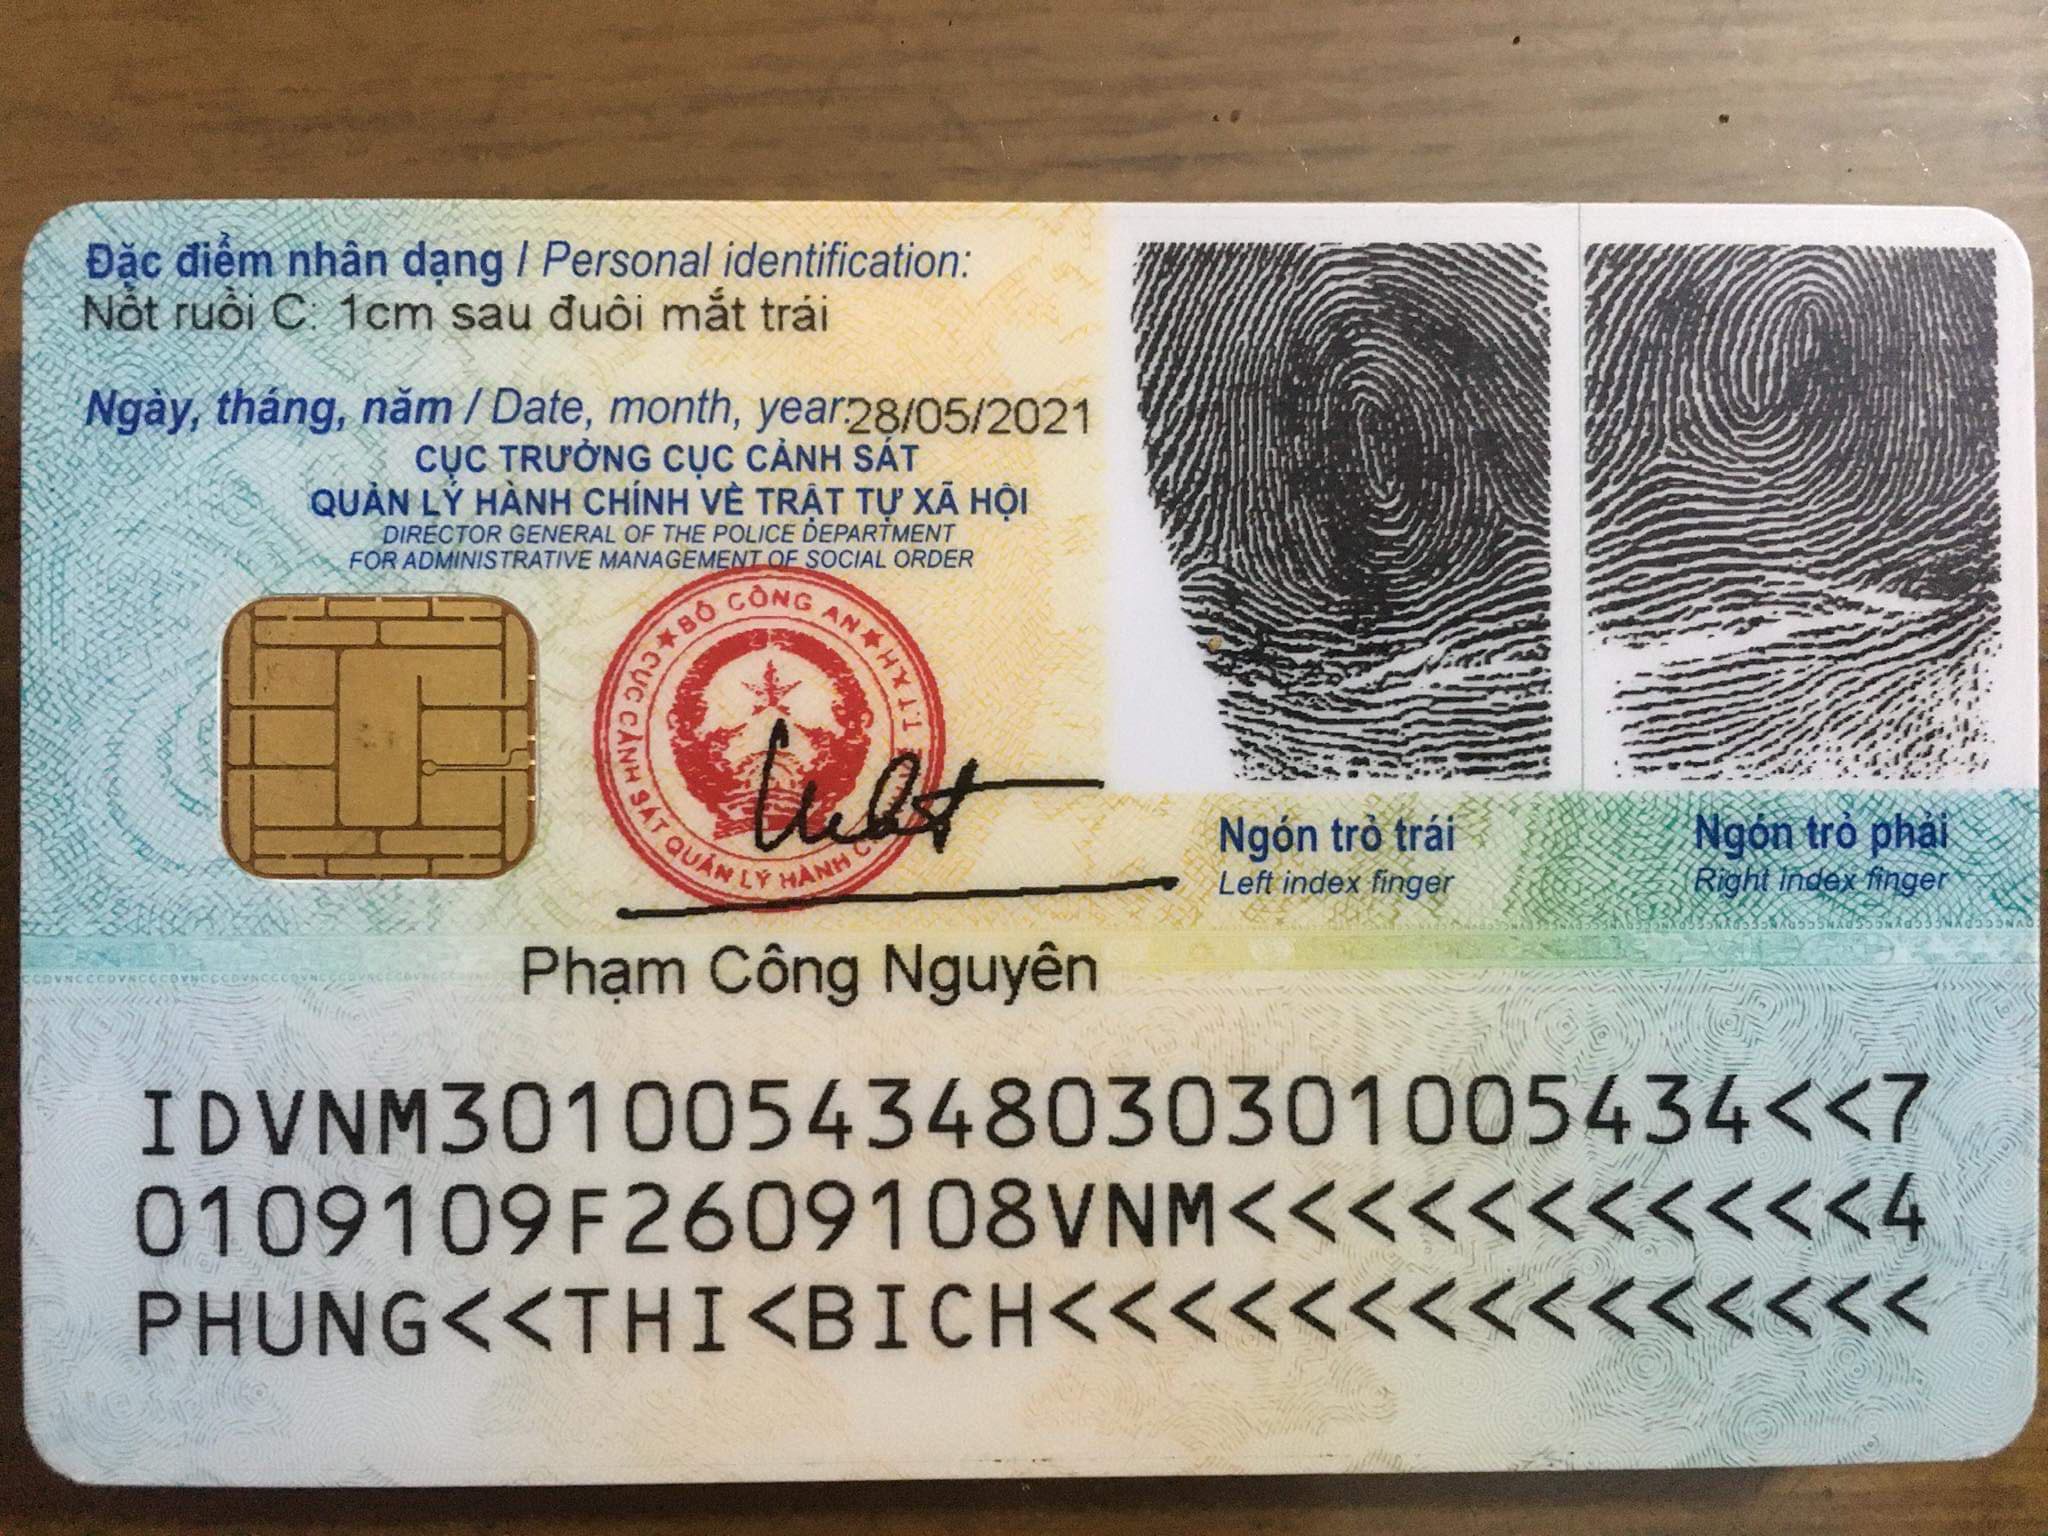 Đặc điểm nhân dạng / Personal identification:
Nốt ruồi C: 1cm sau đuôi mắt trái
Ngày, tháng, năm / Date, month, year: 28/05/2021
CỤC TRƯỞNG CỤC CẢNH SÁT
QUẢN LÝ HÀNH CHÍNH VỀ TRẬT TỰ XÃ HỘI
DIRECTOR GENERAL OF THE POLICE DEPARTMENT
FOR ADMINISTRATIVE MANAGEMENT OF SOCIAL ORDER
BỘ CÔNG AN
CỤC CẢNH SÁT QUẢN LÝ HÀNH
Ngón trỏ trái
Left index finger
Ngón trỏ phải
Right index finger
Phạm Công Nguyên
IDVNM3010054348030301005434<<7
0109109F2609108VNM<<<<<<<<<<<4
PHUNG<<THI<BICH<<<<<<<<<<<<<<<